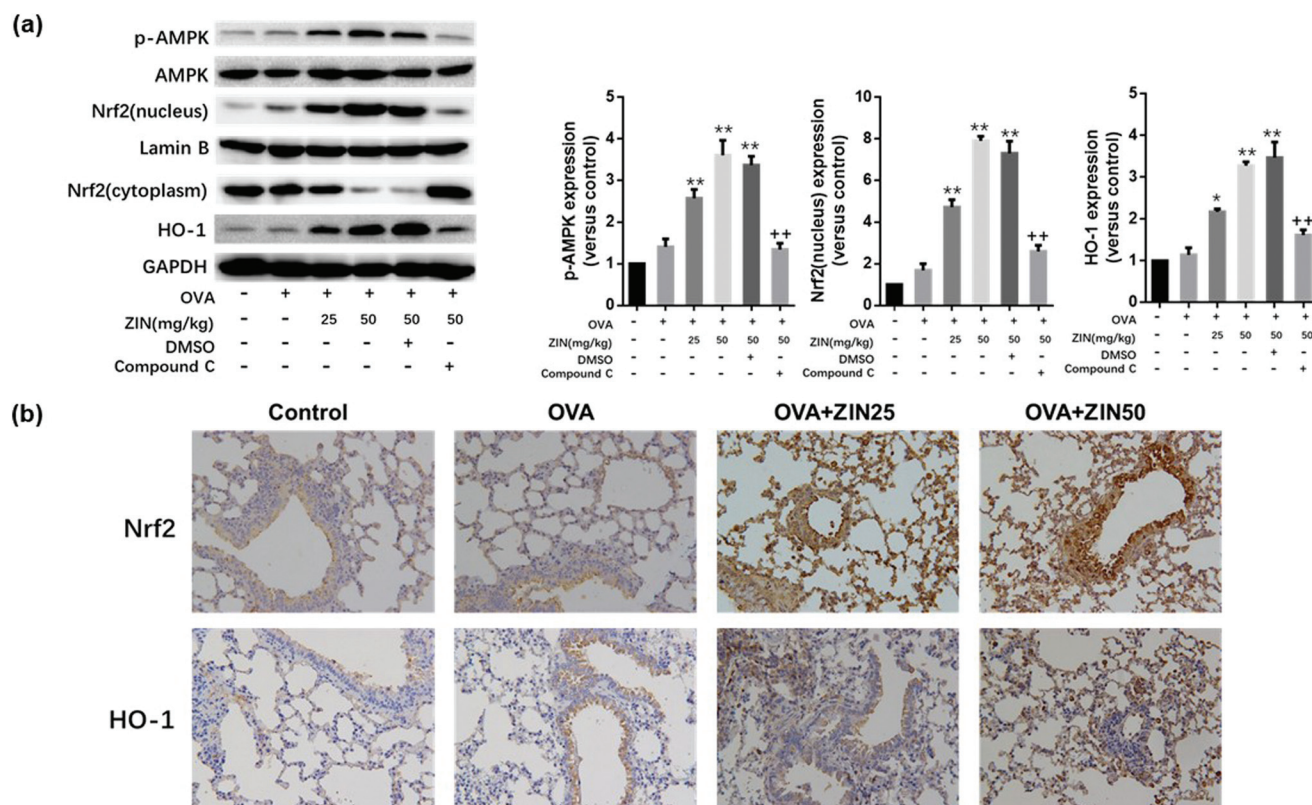 (a)
p-AMPK
AMPK
Nrf2(nucleus)
Lamin B
Nrf2(cytoplasm)
HO-1
GAPDH
OVA - + + + + +
ZIN(mg/kg) - - 25 50 50 50
DMSO - - - - + -
Compound C - - - - - +
p-AMPK expression
(versus control)
5
4
3
2
1
0
** ** ** ++
OVA - + + + + +
ZIN(mg/kg) - - 25 50 50 50
DMSO - - - - + -
Compound C - - - - - +
Nrf2(nucleus) expression
(versus control)
10
8
6
4
2
0
** ** ** ++
OVA - + + + + +
ZIN(mg/kg) - - 25 50 50 50
DMSO - - - - + -
Compound C - - - - - +
HO-1 expression
(versus control)
5
4
3
2
1
0
* ** ** ++
OVA - + + + + +
ZIN(mg/kg) - - 25 50 50 50
DMSO - - - - + -
Compound C - - - - - +
(b)
Control OVA OVA+ZIN25 OVA+ZIN50
Nrf2
HO-1